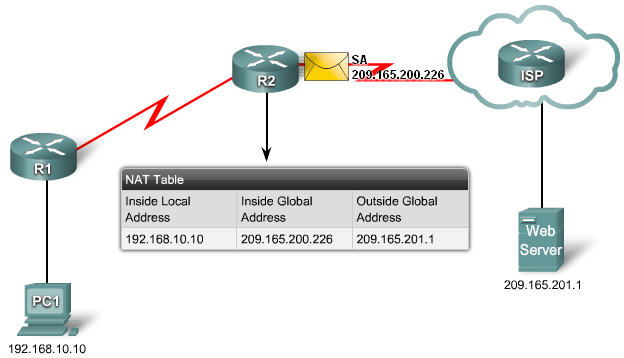 SA
209.165.200.226
R2
ISP
R1
NAT Table
Inside Local Address
Inside Global Address
Outside Global Address
192.168.10.10
209.165.200.226
209.165.201.1
Web
Server
209.165.201.1
PC1
192.168.10.10